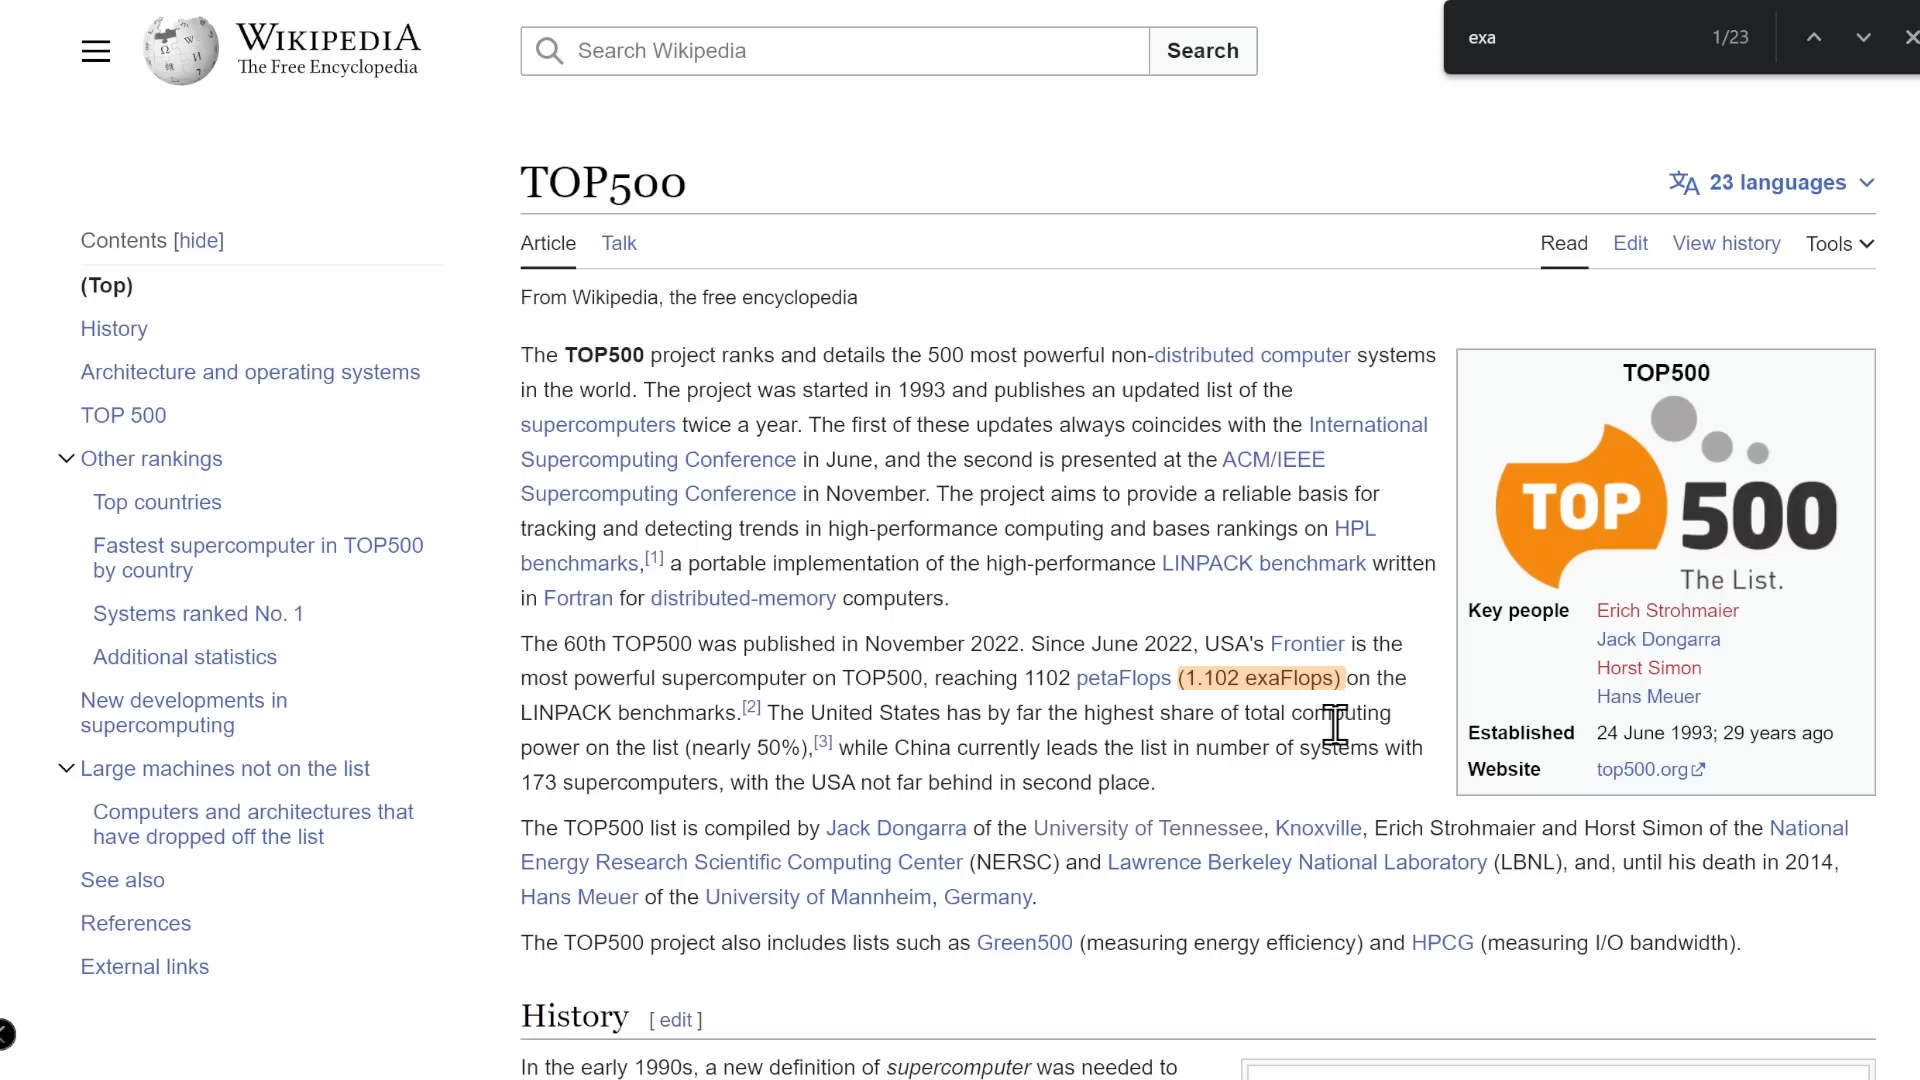 WIKIPEDIA
The Free Encyclopedia
Search Wikipedia
Search
exa
1/23
TOP500
23 languages
Article
Talk
Read
Edit
View history
Tools
From Wikipedia, the free encyclopedia
Contents [hide]
(Top)
History
Architecture and operating systems
TOP 500
Other rankings
Top countries
Fastest supercomputer in TOP500
by country
Systems ranked No. 1
Additional statistics
New developments in
supercomputing
Large machines not on the list
Computers and architectures that
have dropped off the list
See also
References
External links
The TOP500 project ranks and details the 500 most powerful non-distributed computer systems
in the world. The project was started in 1993 and publishes an updated list of the
supercomputers twice a year. The first of these updates always coincides with the International
Supercomputing Conference in June, and the second is presented at the ACM/IEEE
Supercomputing Conference in November. The project aims to provide a reliable basis for
tracking and detecting trends in high-performance computing and bases rankings on HPL
benchmarks,[1] a portable implementation of the high-performance LINPACK benchmark written
in Fortran for distributed-memory computers.
The 60th TOP500 was published in November 2022. Since June 2022, USA's Frontier is the
most powerful supercomputer on TOP500, reaching 1102 petaFlops (1.102 exaFlops) on the
LINPACK benchmarks.[2] The United States has by far the highest share of total computing
power on the list (nearly 50%),[3] while China currently leads the list in number of systems with
173 supercomputers, with the USA not far behind in second place.
TOP500
TOP 500
The List.
Key people Erich Strohmaier
Jack Dongarra
Horst Simon
Hans Meuer
Established 24 June 1993; 29 years ago
Website top500.org
The TOP500 list is compiled by Jack Dongarra of the University of Tennessee, Knoxville, Erich Strohmaier and Horst Simon of the National
Energy Research Scientific Computing Center (NERSC) and Lawrence Berkeley National Laboratory (LBNL), and, until his death in 2014,
Hans Meuer of the University of Mannheim, Germany.
The TOP500 project also includes lists such as Green500 (measuring energy efficiency) and HPCG (measuring I/O bandwidth).
History [ edit ]
In the early 1990s, a new definition of supercomputer was needed to